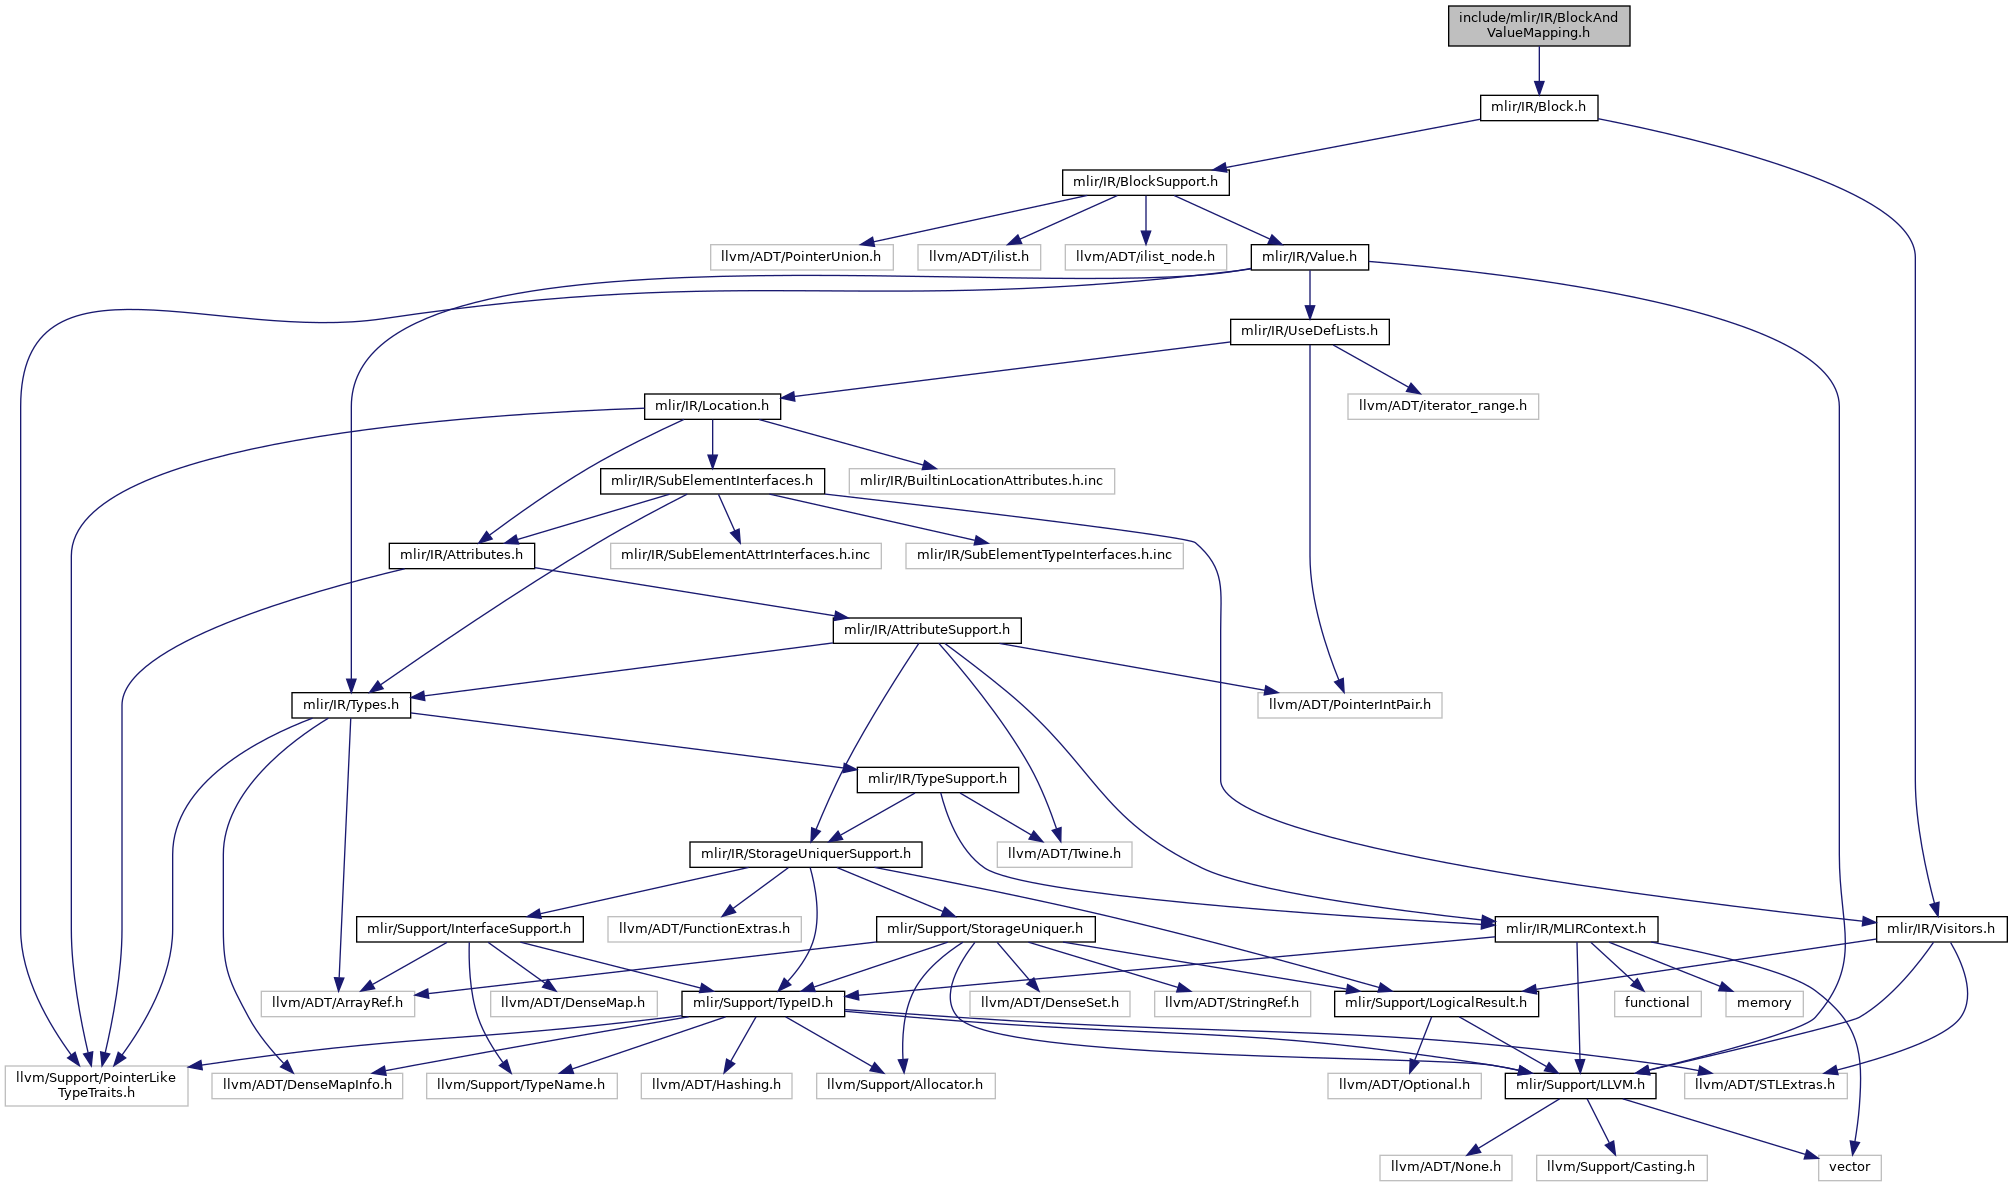 include/mlir/IR/BlockAnd
ValueMapping.h
mlir/IR/Block.h
mlir/IR/BlockSupport.h
llvm/ADT/PointerUnion.h
llvm/ADT/ilist.h
llvm/ADT/ilist_node.h
mlir/IR/Value.h
mlir/IR/UseDefLists.h
mlir/IR/Location.h
llvm/ADT/iterator_range.h
mlir/IR/SubElementInterfaces.h
mlir/IR/BuiltinLocationAttributes.h.inc
mlir/IR/Attributes.h
mlir/IR/SubElementAttrInterfaces.h.inc
mlir/IR/SubElementTypeInterfaces.h.inc
mlir/IR/AttributeSupport.h
mlir/IR/Types.h
llvm/ADT/PointerIntPair.h
mlir/IR/TypeSupport.h
mlir/IR/StorageUniquerSupport.h
llvm/ADT/Twine.h
mlir/Support/InterfaceSupport.h
llvm/ADT/FunctionExtras.h
mlir/Support/StorageUniquer.h
mlir/IR/MLIRContext.h
mlir/IR/Visitors.h
llvm/ADT/ArrayRef.h
llvm/ADT/DenseMap.h
mlir/Support/TypeID.h
llvm/ADT/DenseSet.h
llvm/ADT/StringRef.h
mlir/Support/LogicalResult.h
functional
memory
llvm/Support/PointerLike
TypeTraits.h
llvm/ADT/DenseMapInfo.h
llvm/Support/TypeName.h
llvm/ADT/Hashing.h
llvm/Support/Allocator.h
llvm/ADT/Optional.h
mlir/Support/LLVM.h
llvm/ADT/STLExtras.h
llvm/ADT/None.h
llvm/Support/Casting.h
vector